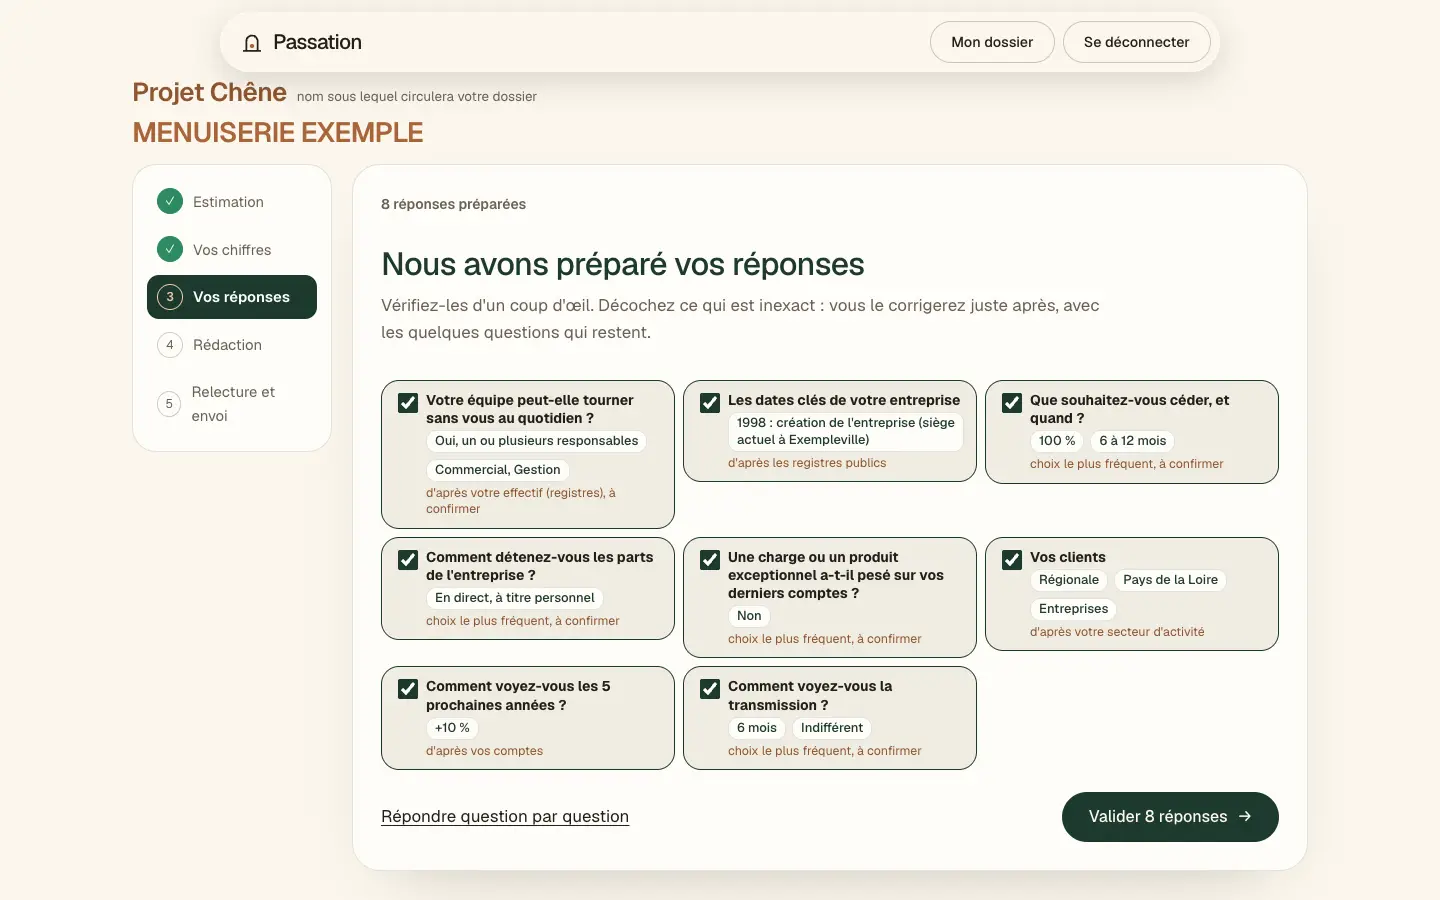 Passation
Mon dossier
Se déconnecter
Projet Chêne nom sous lequel circulera votre dossier
MENUISERIE EXEMPLE
Estimation
Vos chiffres
3 Vos réponses
4 Rédaction
5 Relecture et
envoi
8 réponses préparées
Nous avons préparé vos réponses
Vérifiez-les d'un coup d'œil. Décochez ce qui est inexact : vous le corrigerez juste après, avec
les quelques questions qui restent.
Votre équipe peut-elle tourner
sans vous au quotidien ?
Oui, un ou plusieurs responsables
Commercial, Gestion
d'après votre effectif (registres), à
confirmer
Les dates clés de votre entreprise
1998 : création de l'entreprise (siège
actuel à Exempleville)
d'après les registres publics
Que souhaitez-vous céder, et
quand ?
100 % 6 à 12 mois
choix le plus fréquent, à confirmer
Comment détenez-vous les parts
de l'entreprise ?
En direct, à titre personnel
choix le plus fréquent, à confirmer
Une charge ou un produit
exceptionnel a-t-il pesé sur vos
derniers comptes ?
Non
choix le plus fréquent, à confirmer
Vos clients
Régionale Pays de la Loire
Entreprises
d'après votre secteur d'activité
Comment voyez-vous les 5
prochaines années ?
+10 %
d'après vos comptes
Comment voyez-vous la
transmission ?
6 mois Indifférent
choix le plus fréquent, à confirmer
Répondre question par question
Valider 8 réponses →